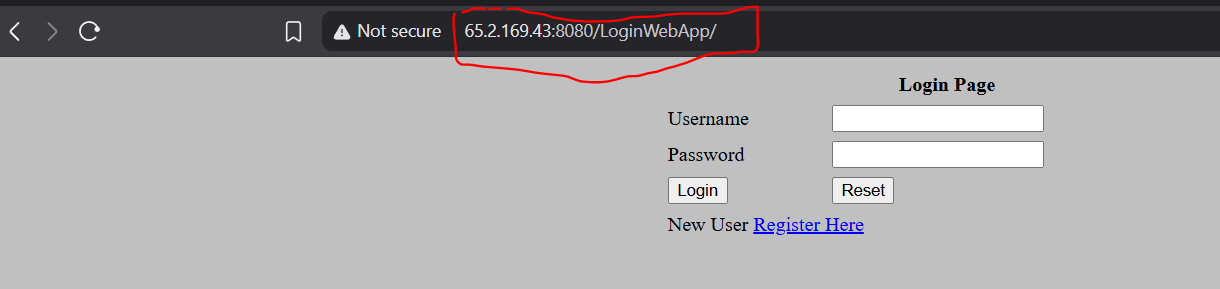 Not secure 65.2.169.43:8080/LoginWebApp/
Login Page
Username
Password
Login Reset
New User Register Here